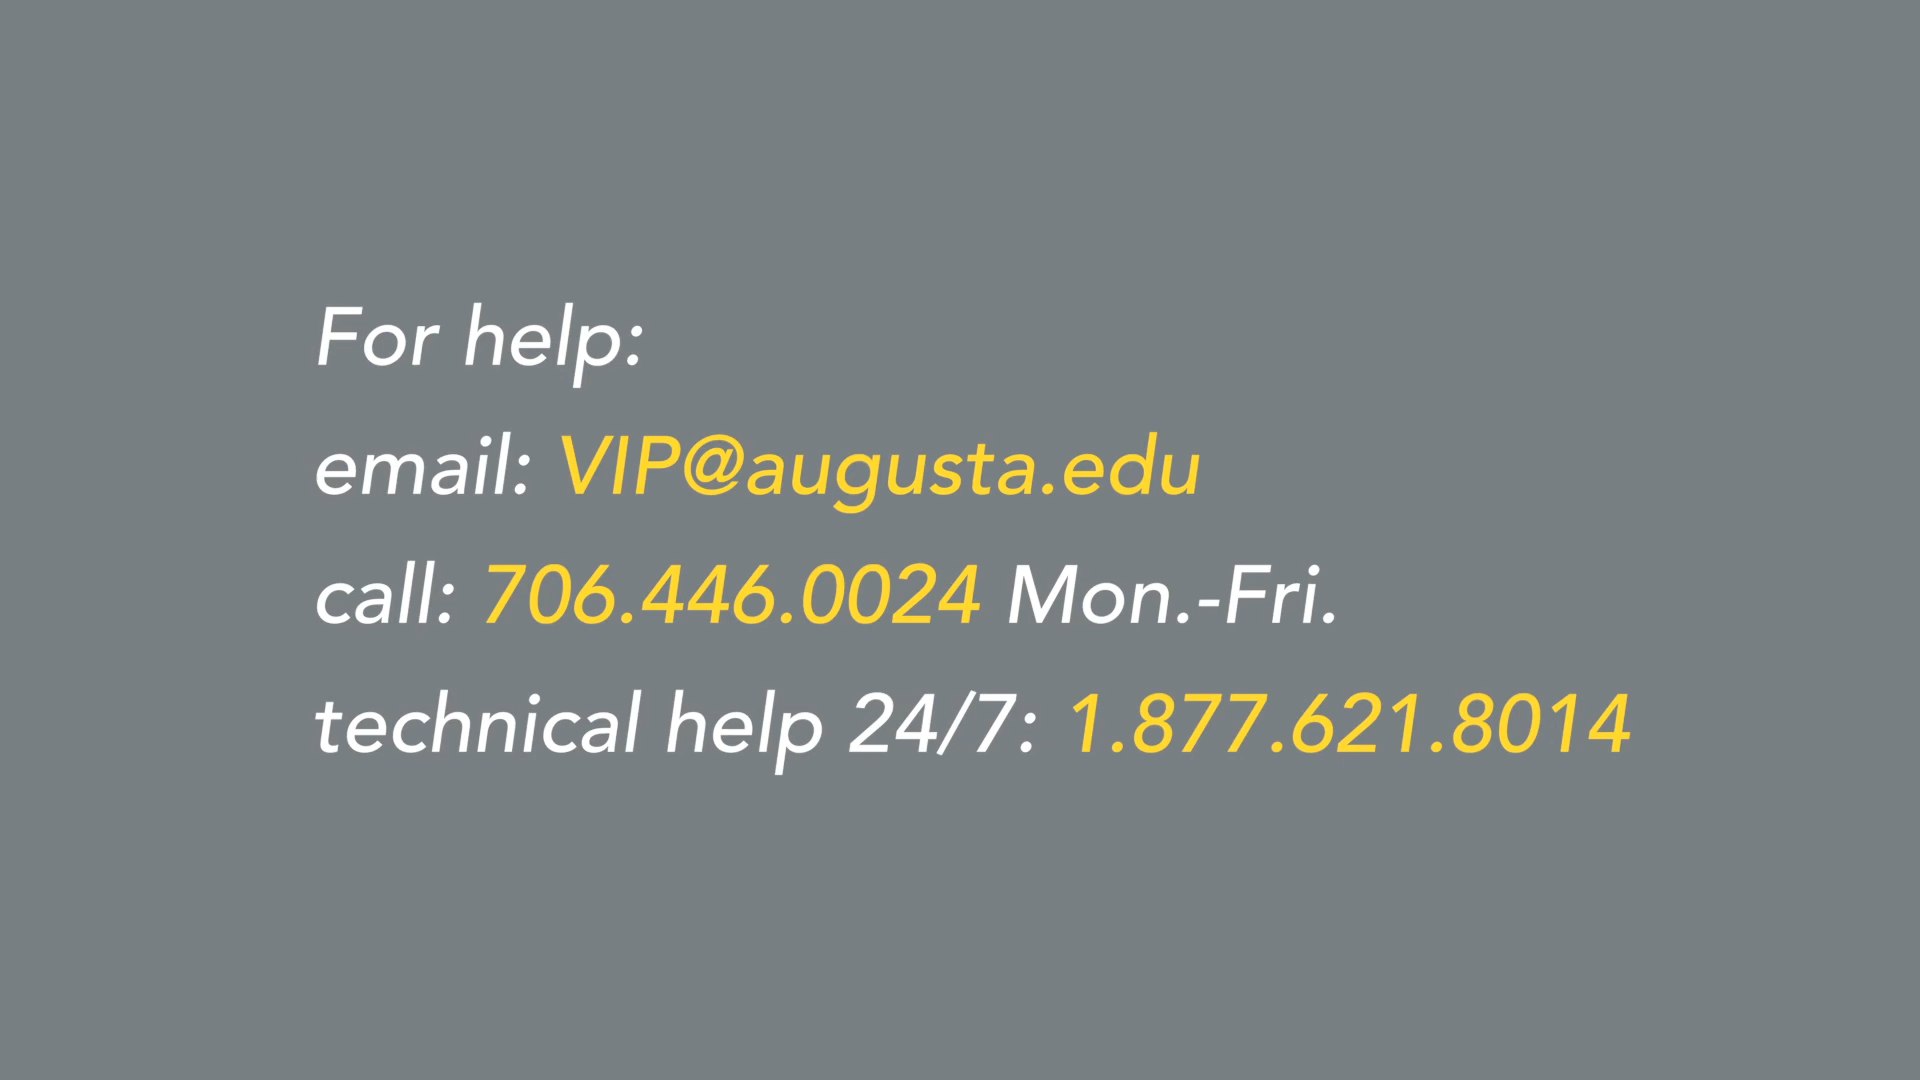 For help:
email: VIP@augusta.edu
call: 706.446.0024 Mon.-Fri.
technical help 24/7: 1.877.621.8014